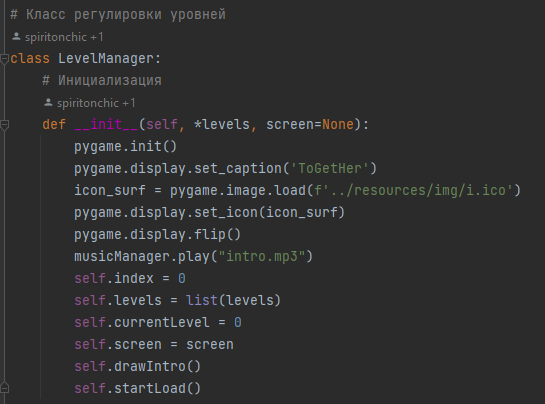 # Класс регулировки уровней
spiritonchic +1
class LevelManager:
# Инициализация
spiritonchic +1
def __init__(self, *levels, screen=None):
pygame.init()
pygame.display.set_caption('ToGetHer')
icon_surf = pygame.image.load(f'../resources/img/i.ico')
pygame.display.set_icon(icon_surf)
pygame.display.flip()
musicManager.play("intro.mp3")
self.index = 0
self.levels = list(levels)
self.currentLevel = 0
self.screen = screen
self.drawIntro()
self.startLoad()